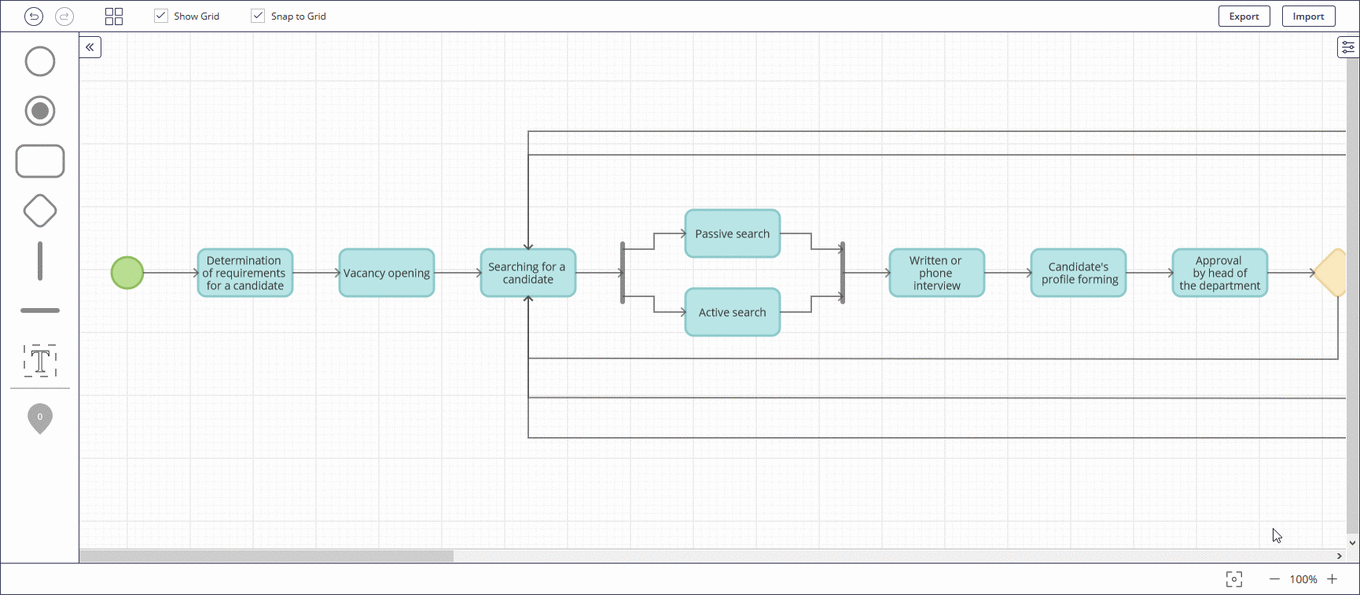 Show Grid
Snap to Grid
Export
Import
T
0
Determination
of requirements
for a candidate
Vacancy opening
Searching for a
candidate
Passive search
Active search
Written or
phone
interview
Candidate's
profile forming
Approval
by head of
the department
100%